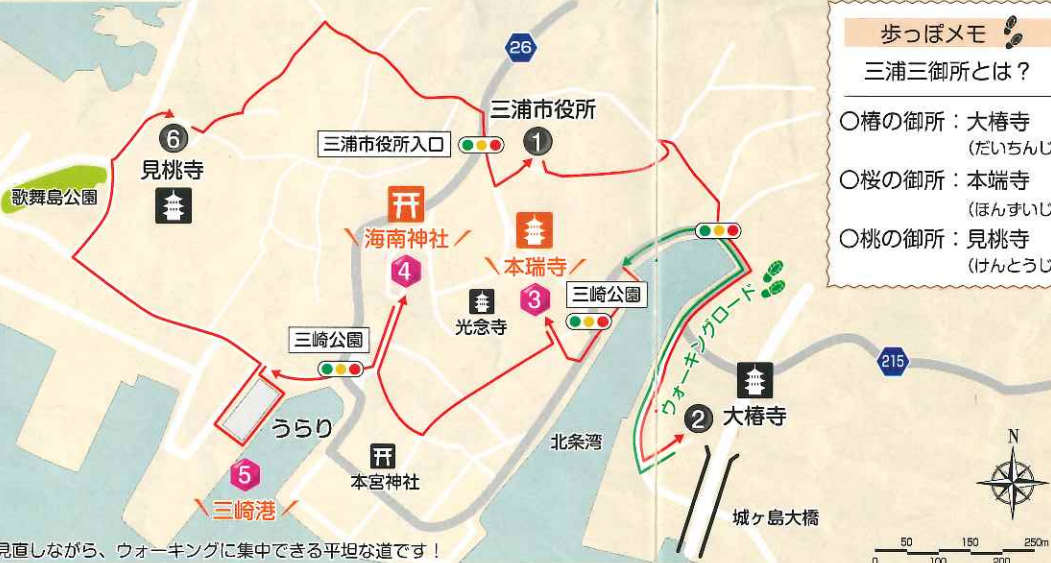 26
三浦市役所
三浦市役所入口
1
6
見桃寺
歌舞島公園
海南神社
4
本瑞寺
3
光念寺
三崎公園
三崎公園
ウォーキングロード
215
大椿寺
2
うらり
5
三崎港
本宮神社
北条湾
城ヶ島大橋
N
50 150 250m
0 100 200
見直しながら、ウォーキングに集中できる平坦な道です!
歩っぽメモ
三浦三御所とは?
○椿の御所:大椿寺
(だいちんじ
○桜の御所:本端寺
(ほんずいじ
○桃の御所:見桃寺
(けんとうじ